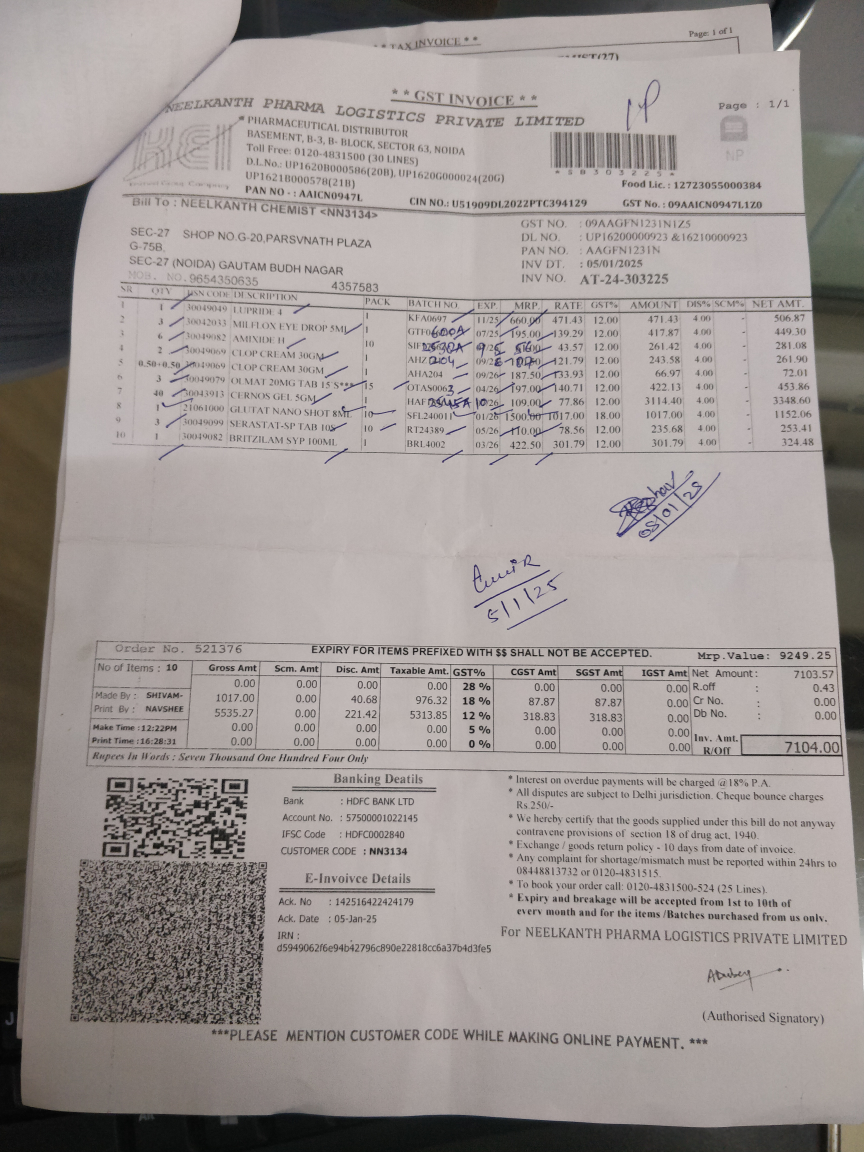 * * TAX INVOICE * *
Page: 1 of 1
* * GST INVOICE * *
NEELKANTH PHARMA LOGISTICS PRIVATE LIMITED
Page : 1/1
*PHARMACEUTICAL DISTRIBUTOR
BASEMENT, B-3, B- BLOCK, SECTOR 63, NOIDA
Toll Free: 0120-4831500 (30 LINES)
D.L.No.: UP1620B000586(20B), UP1620G000024(20G)
UP1621B000578(21B)
PAN NO - : AAICN0947L
CIN NO.: U51909DL2022PTC394129
*SB303225*
NP
Food Lic. : 12723055000384
GST No. : 09AAICN0947L1Z0
Bill To : NEELKANTH CHEMIST <NN3134>
SEC-27 SHOP NO.G-20,PARSVNATH PLAZA
G-75B,
SEC-27 (NOIDA) GAUTAM BUDH NAGAR
MOB. NO.9654350635 4357583
GST NO. : 09AAGFN1231N1Z5
DL NO. : UP16200000923 &16210000923
PAN NO. : AAGFN1231N
INV DT. : 05/01/2025
INV NO. AT-24-303225
SR QTY HSN CODE DESCRIPTION PACK BATCH NO. EXP. MRP. RATE GST% AMOUNT DIS% SCM% NET AMT.
1 1 30049049 LUPRIDE 4 1 KFA0697 11/25 660.00 471.43 12.00 471.43 4.00 - 506.87
2 3 30042033 MILFLOX EYE DROP 5ML 1 600A 07/25 195.00 139.29 12.00 417.87 4.00 - 449.30
3 6 30049082 AMIXIDE H 10 43.57 12.00 261.42 4.00 - 281.08
4 2 30049069 CLOP CREAM 30GM 1 204 121.79 12.00 243.58 4.00 - 261.90
5 0.50+0.50 30049069 CLOP CREAM 30GM 1 AHA204 09/26 187.50 133.93 12.00 66.97 4.00 - 72.01
6 3 30049079 OLMAT 20MG TAB 15'S*** 15 OTAS0063 04/26 197.00 140.71 12.00 422.13 4.00 - 453.86
7 40 30043913 CERNOS GEL 5GM 1 109.00 77.86 12.00 3114.40 4.00 - 3348.60
8 1 21061000 GLUTAT NANO SHOT 8ML 10 SFL24001 01/26 1500.00 1017.00 18.00 1017.00 4.00 - 1152.06
9 3 30049099 SERASTAT-SP TAB 10S 10 RT24389 05/26 110.00 78.56 12.00 235.68 4.00 - 253.41
10 1 30049082 BRITZILAM SYP 100ML 1 BRL4002 03/26 422.50 301.79 12.00 301.79 4.00 - 324.48
05/01/25
Amir
5/1/25
Order No. 521376 EXPIRY FOR ITEMS PREFIXED WITH $$ SHALL NOT BE ACCEPTED. Mrp.Value: 9249.25
No of Items : 10
Made By : SHIVAM-
Print By : NAVSHEE
Make Time :12:22PM
Print Time :16:28:31
Gross Amt Scm. Amt Disc. Amt Taxable Amt. GST% CGST Amt SGST Amt IGST Amt
0.00 0.00 0.00 0.00 28 % 0.00 0.00 0.00
1017.00 0.00 40.68 976.32 18 % 87.87 87.87 0.00
5535.27 0.00 221.42 5313.85 12 % 318.83 318.83 0.00
0.00 0.00 0.00 0.00 5 % 0.00 0.00 0.00
0.00 0.00 0.00 0.00 0 % 0.00 0.00 0.00
Net Amount: 7103.57
R.off : 0.43
Cr No. : 0.00
Db No. : 0.00
Inv. Amt. R/Off 7104.00
Rupees In Words : Seven Thousand One Hundred Four Only
Banking Deatils
Bank : HDFC BANK LTD
Account No. : 57500001022145
IFSC Code : HDFC0002840
CUSTOMER CODE : NN3134
E-Invoicee Details
Ack. No : 142516422424179
Ack. Date : 05-Jan-25
IRN :
d5949062f6e94b42796c890e22818cc6a37b4d3fe5
* Interest on overdue payments will be charged @18% P.A.
* All disputes are subject to Delhi jurisdiction. Cheque bounce charges
Rs.250/-
* We hereby certify that the goods supplied under this bill do not anyway
contravene provisions of section 18 of drug act, 1940.
* Exchange / goods return policy - 10 days from date of invoice.
* Any complaint for shortage/mismatch must be reported within 24hrs to
08448813732 or 0120-4831515.
* To book your order call: 0120-4831500-524 (25 Lines).
* Expiry and breakage will be accepted from 1st to 10th of
every month and for the items /Batches purchased from us only.
For NEELKANTH PHARMA LOGISTICS PRIVATE LIMITED
(Authorised Signatory)
***PLEASE MENTION CUSTOMER CODE WHILE MAKING ONLINE PAYMENT. ***